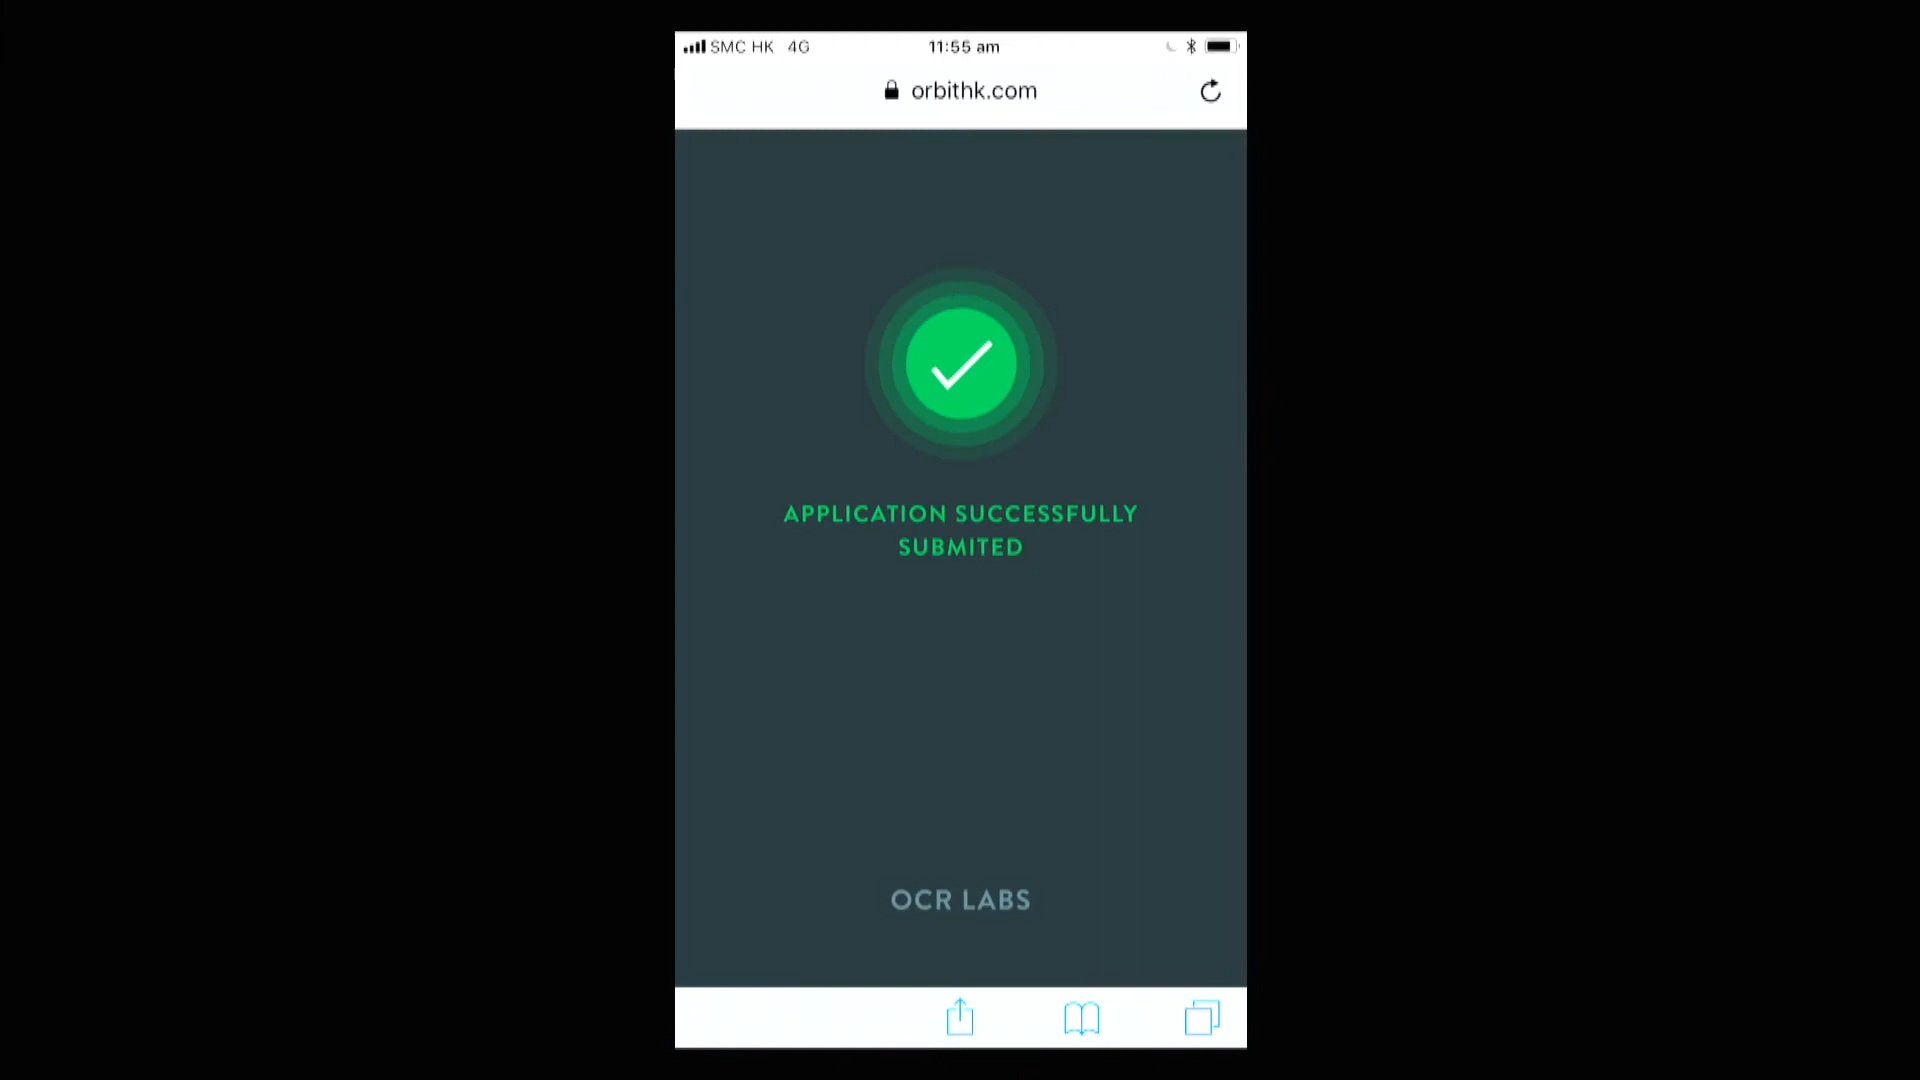 SMC HK 4G 11:55 am
orbithk.com
APPLICATION SUCCESSFULLY
SUBMITED
OCR LABS